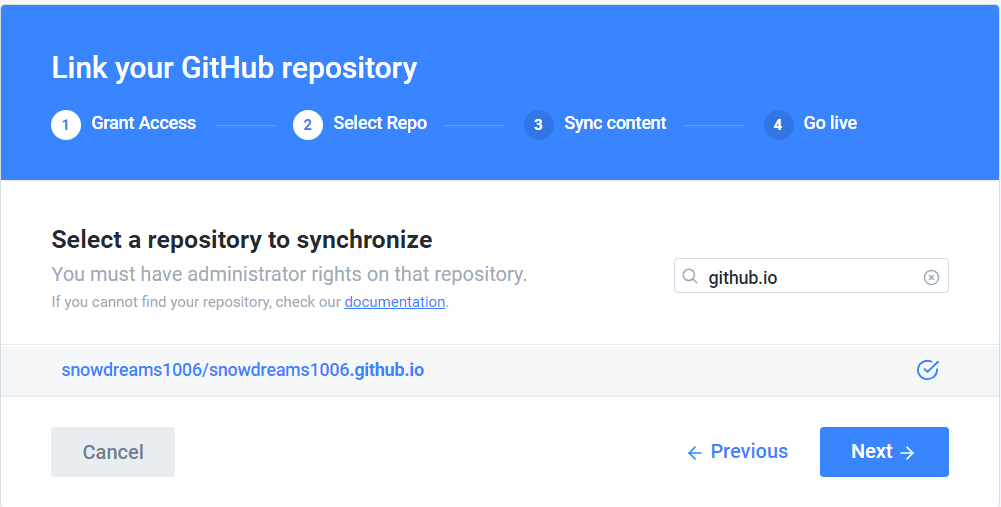 Link your GitHub repository
1 Grant Access 2 Select Repo 3 Sync content 4 Go live
Select a repository to synchronize
You must have administrator rights on that repository.
github.io
If you cannot find your repository, check our documentation.
snowdreams1006/snowdreams1006.github.io
Cancel
Previous
Next